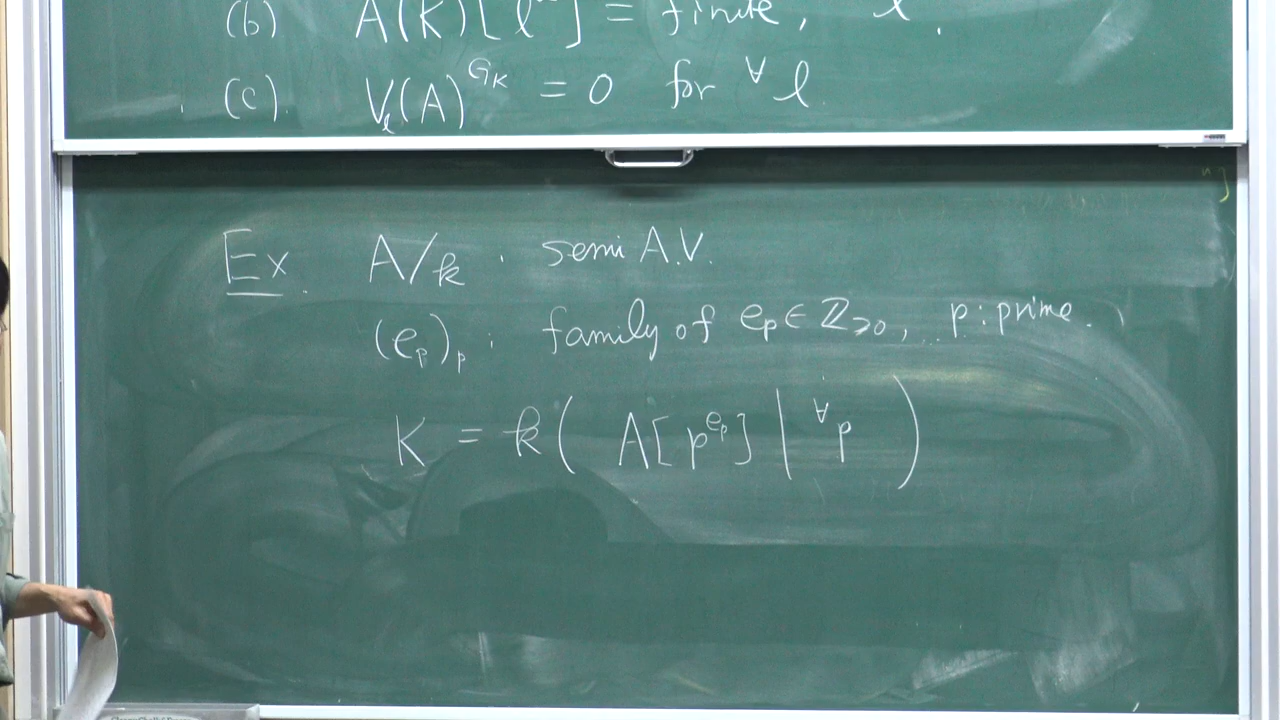 (b) A(K)[ℓ^∞] = finite, ∀ℓ.
(c). V_ℓ(A)^{G_K} = 0 for ∀ℓ.
Ex. A/k . semi A.V.
(e_p)_p : family of e_p ∈ ℤ_{≥0}, p : prime.
K = k( A[p^{e_p}] | ∀p )